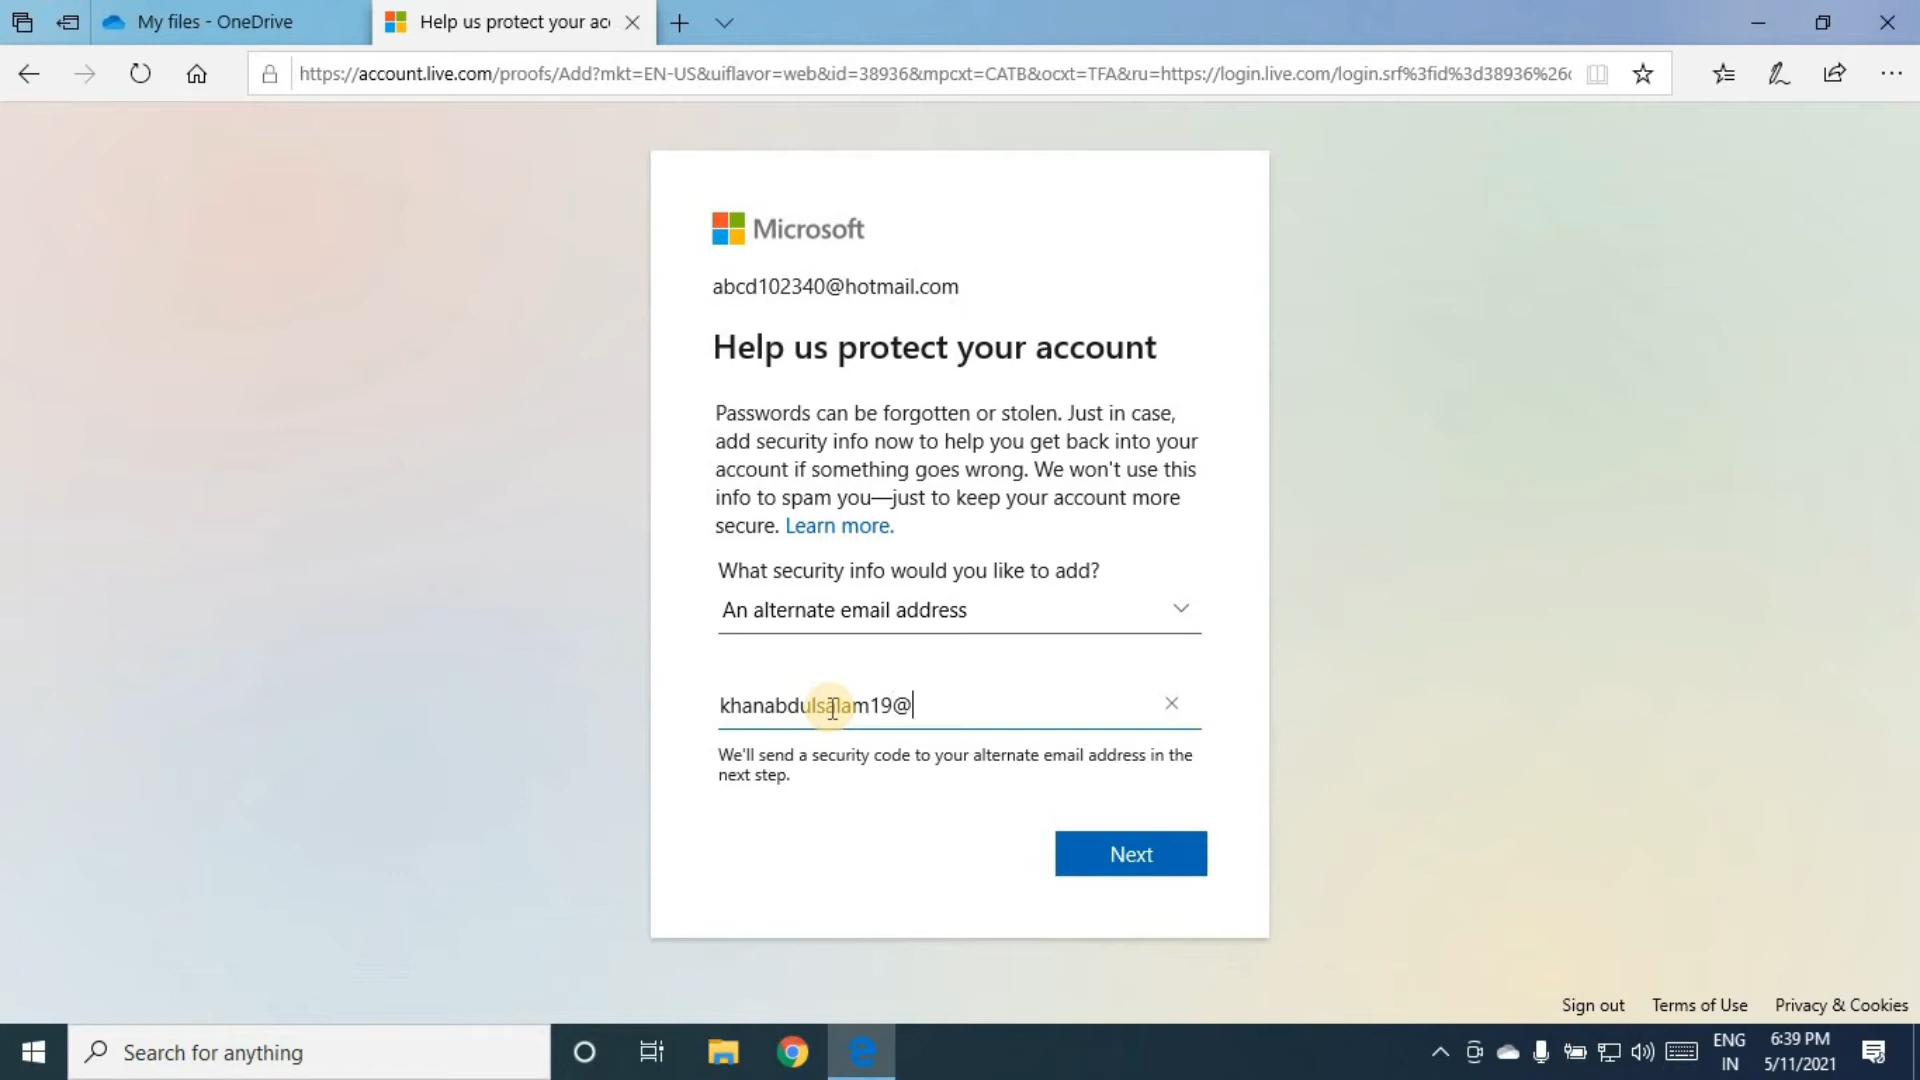 My files - OneDrive
Help us protect your ac
https://account.live.com/proofs/Add?mkt=EN-US&uiflavor=web&id=38936&mpcxt=CATB&ocxt=TFA&ru=https://login.live.com/login.srf%3fid%3d38936%26c
Microsoft
abcd102340@hotmail.com
Help us protect your account
Passwords can be forgotten or stolen. Just in case,
add security info now to help you get back into your
account if something goes wrong. We won't use this
info to spam you—just to keep your account more
secure. Learn more.
What security info would you like to add?
An alternate email address
khanabdulsalam19@
We'll send a security code to your alternate email address in the
next step.
Next
Sign out
Terms of Use
Privacy & Cookies
Search for anything
ENG
IN
6:39 PM
5/11/2021